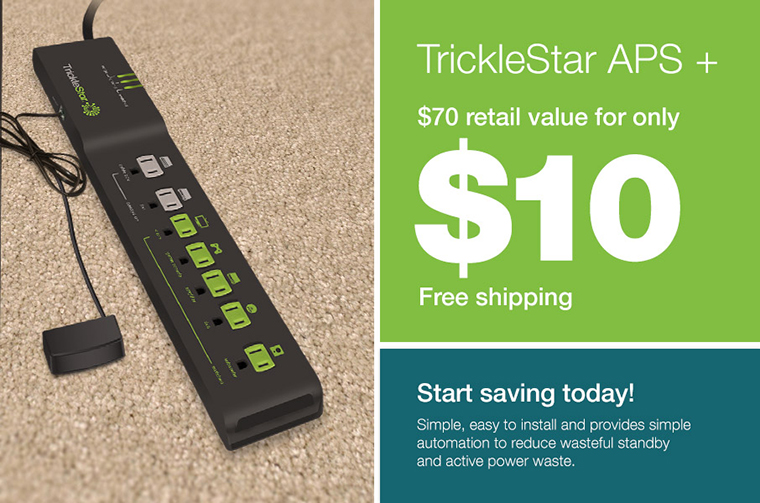 TrickleStar
TrickleStar APS +
$70 retail value for only
$10
Free shipping
Start saving today!
Simple, easy to install and provides simple
automation to reduce wasteful standby
and active power waste.